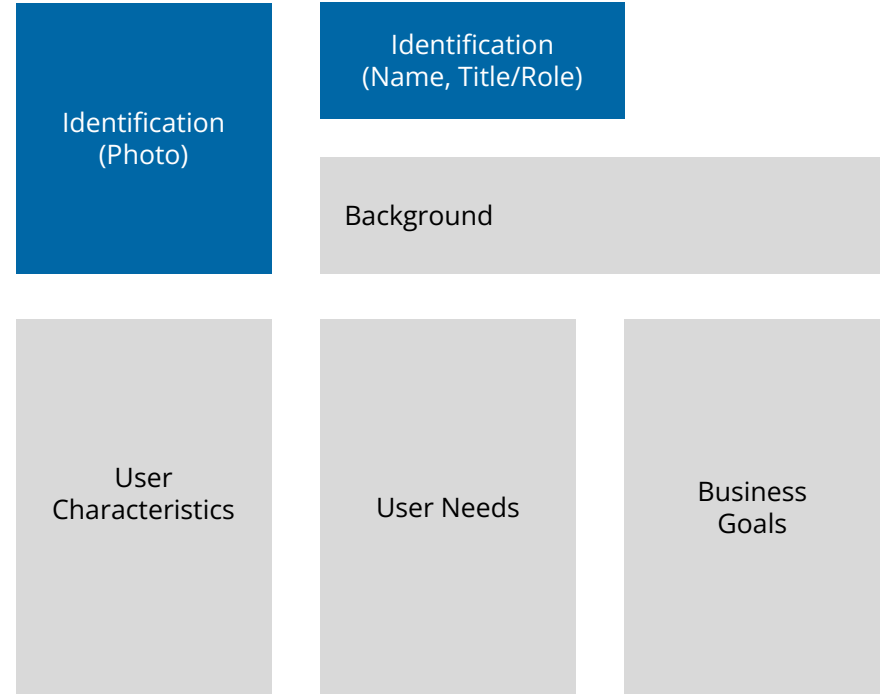 Identification
(Photo)
Identification
(Name, Title/Role)
Background
User
Characteristics
User Needs
Business
Goals